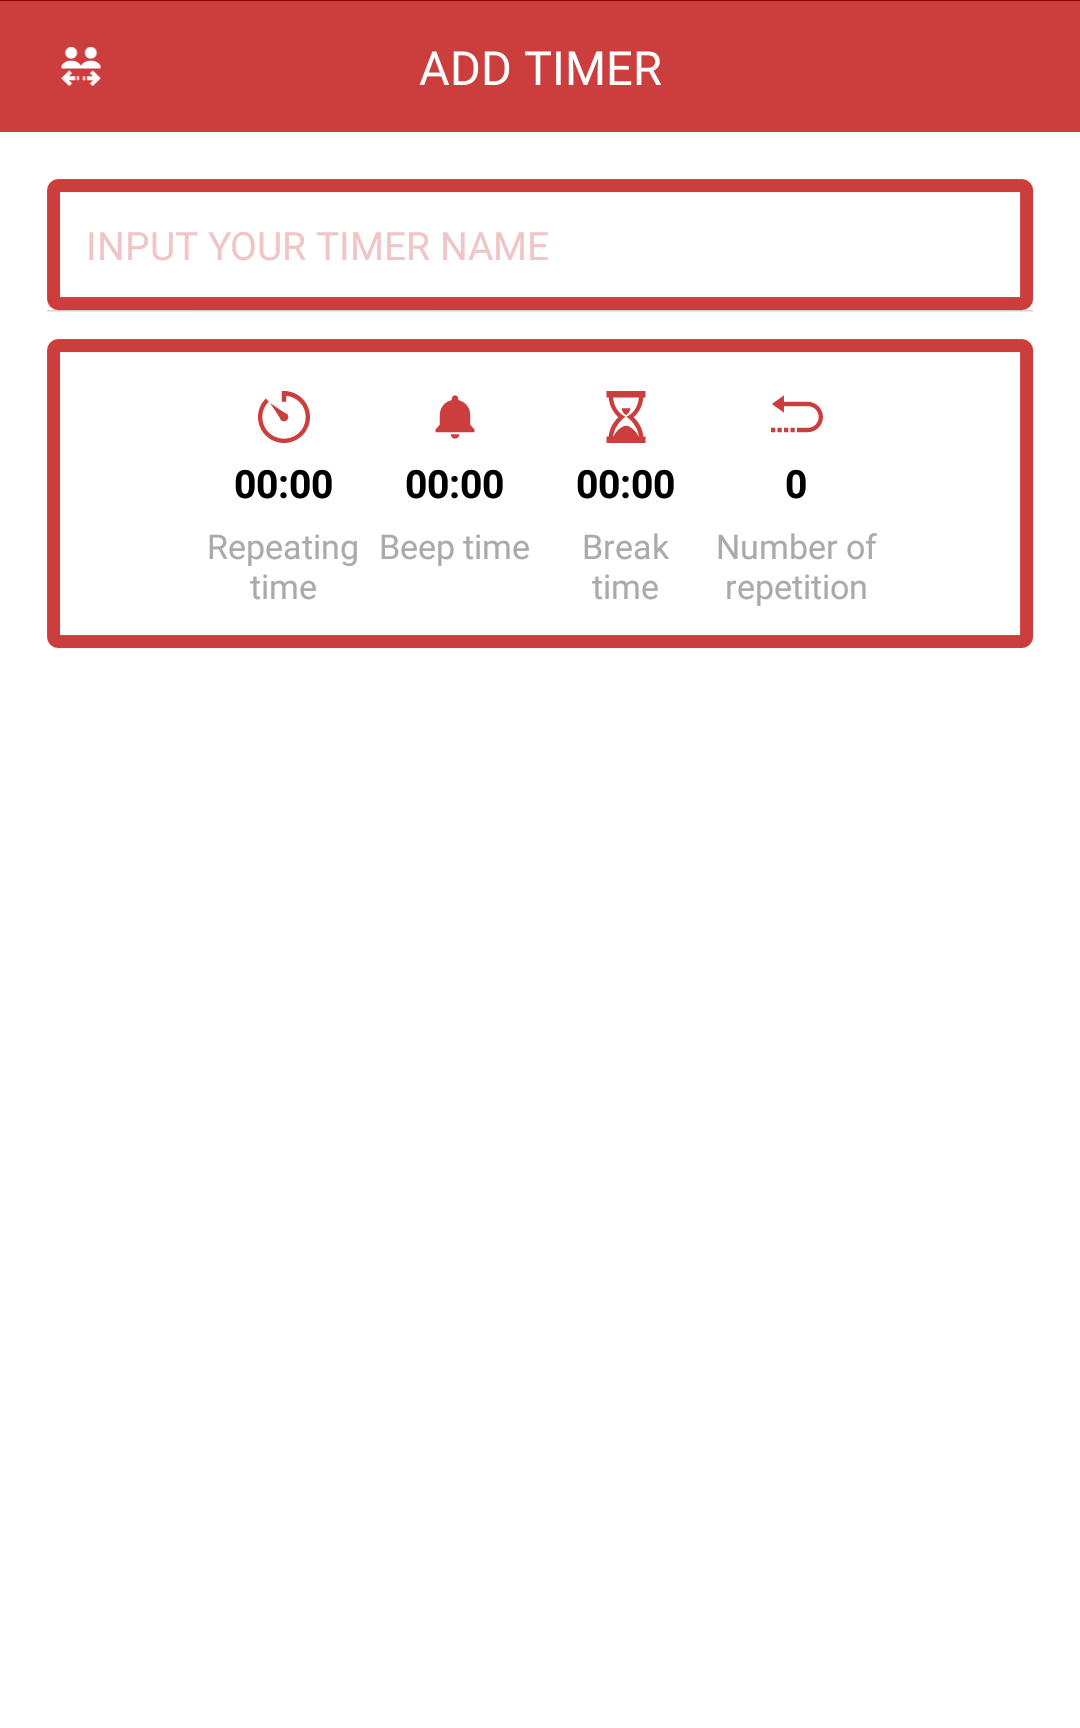 ADD TIMER
INPUT YOUR TIMER NAME
00:00 00:00 00:00 0
Repeating Beep time Break Number of
time time repetition